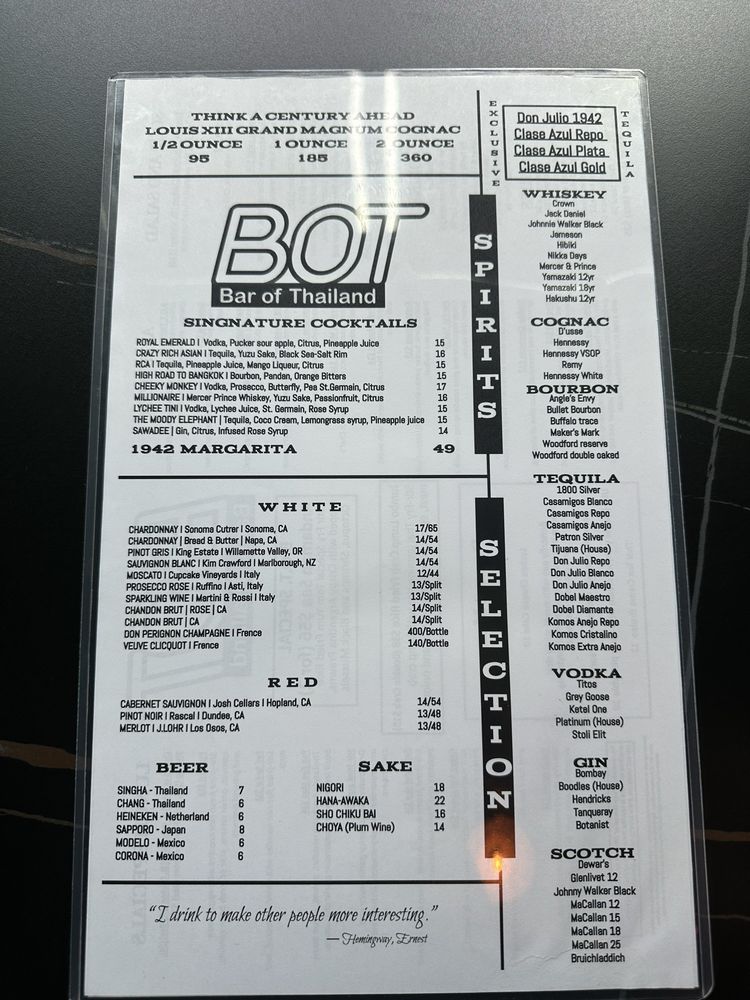 THINK A CENTURY AHEAD
LOUIS XIII GRAND MAGNUM COGNAC
1/2 OUNCE 1 OUNCE 2 OUNCE
95 185 360
BOT
Bar of Thailand
SINGNATURE COCKTAILS
ROYAL EMERALD I Vodka, Pucker sour apple, Citrus, Pineapple Juice 15
CRAZY RICH ASIAN I Tequila, Yuzu Sake, Black Sea-Salt Rim 16
RCA I Tequila, Pineapple Juice, Mango Liqueur, Citrus 15
HIGH ROAD TO BANGKOK I Bourbon, Pandan, Orange Bitters 15
CHEEKY MONKEY I Vodka, Prosecco, Butterfly, Pea St.Germain, Citrus 17
MILLIONAIRE I Mercer Prince Whiskey, Yuzu Sake, Passionfruit, Citrus 16
LYCHEE TINI I Vodka, Lychee Juice, St. Germain, Rose Syrup 15
THE MOODY ELEPHANT | Tequila, Coco Cream, Lemongrass syrup, Pineapple juice 15
SAWADEE | Gin, Citrus, Infused Rose Syrup 14
1942 MARGARITA 49
WHITE
CHARDONNAY I Sonoma Cutrer I Sonoma, CA 17/65
CHARDONNAY | Bread & Butter | Napa, CA 14/54
PINOT GRIS I King Estate I Willamette Valley, OR 14/54
SAUVIGNON BLANC I Kim Crawford I Marlborough, NZ 14/54
MOSCATO I Cupcake Vineyards I Italy 12/44
PROSECCO ROSE I Ruffino I Asti, Italy 13/Split
SPARKLING WINE I Martini & Rossi I Italy 13/Split
CHANDON BRUT | ROSE | CA 14/Split
CHANDON BRUT | CA 14/Split
DON PERIGNON CHAMPAGNE I Frence 400/Bottle
VEUVE CLICQUOT I Frence 140/Bottle
RED
CABERNET SAUVIGNON I Josh Cellars I Hopland, CA 14/54
PINOT NOIR I Rascal I Dundee, CA 13/48
MERLOT I J.LOHR I Los Osos, CA 13/48
BEER
SINGHA - Thailand 7
CHANG - Thailand 6
HEINEKEN - Netherland 6
SAPPORO - Japan 8
MODELO - Mexico 6
CORONA - Mexico 6
SAKE
NIGORI 18
HANA-AWAKA 22
SHO CHIKU BAI 16
CHOYA (Plum Wine) 14
"I drink to make other people more interesting."
— Hemingway, Ernest
SPIRITS
SELECTION
EXCLUSIVE
TEQUILA
Don Julio 1942
Clase Azul Repo
Clase Azul Plata
Clase Azul Gold
WHISKEY
Crown
Jack Daniel
Johnnie Walker Black
Jameson
Hibiki
Nikka Days
Mercer & Prince
Yamazaki 12yr
Yamazaki 18yr
Hakushu 12yr
COGNAC
D'usse
Hennessy
Hennessy VSOP
Remy
Hennessy White
BOURBON
Angle's Envy
Bullet Bourbon
Buffalo trace
Maker's Mark
Woodford reserve
Woodford double oaked
TEQUILA
1800 Silver
Casamigos Blanco
Casamigos Repo
Casamigos Anejo
Patron Silver
Tijuana (House)
Don Julio Repo
Don Julio Blanco
Don Julio Anejo
Dobel Maestro
Dobel Diamante
Komos Anejo Repo
Komos Cristalino
Komos Extra Anejo
VODKA
Titos
Grey Goose
Ketel One
Platinum (House)
Stoli Elit
GIN
Bombay
Boodles (House)
Hendricks
Tanqueray
Botanist
SCOTCH
Dewar's
Glenlivet 12
Johnny Walker Black
MaCallan 12
MaCallan 15
MaCallan 18
MaCallan 25
Bruichladdich